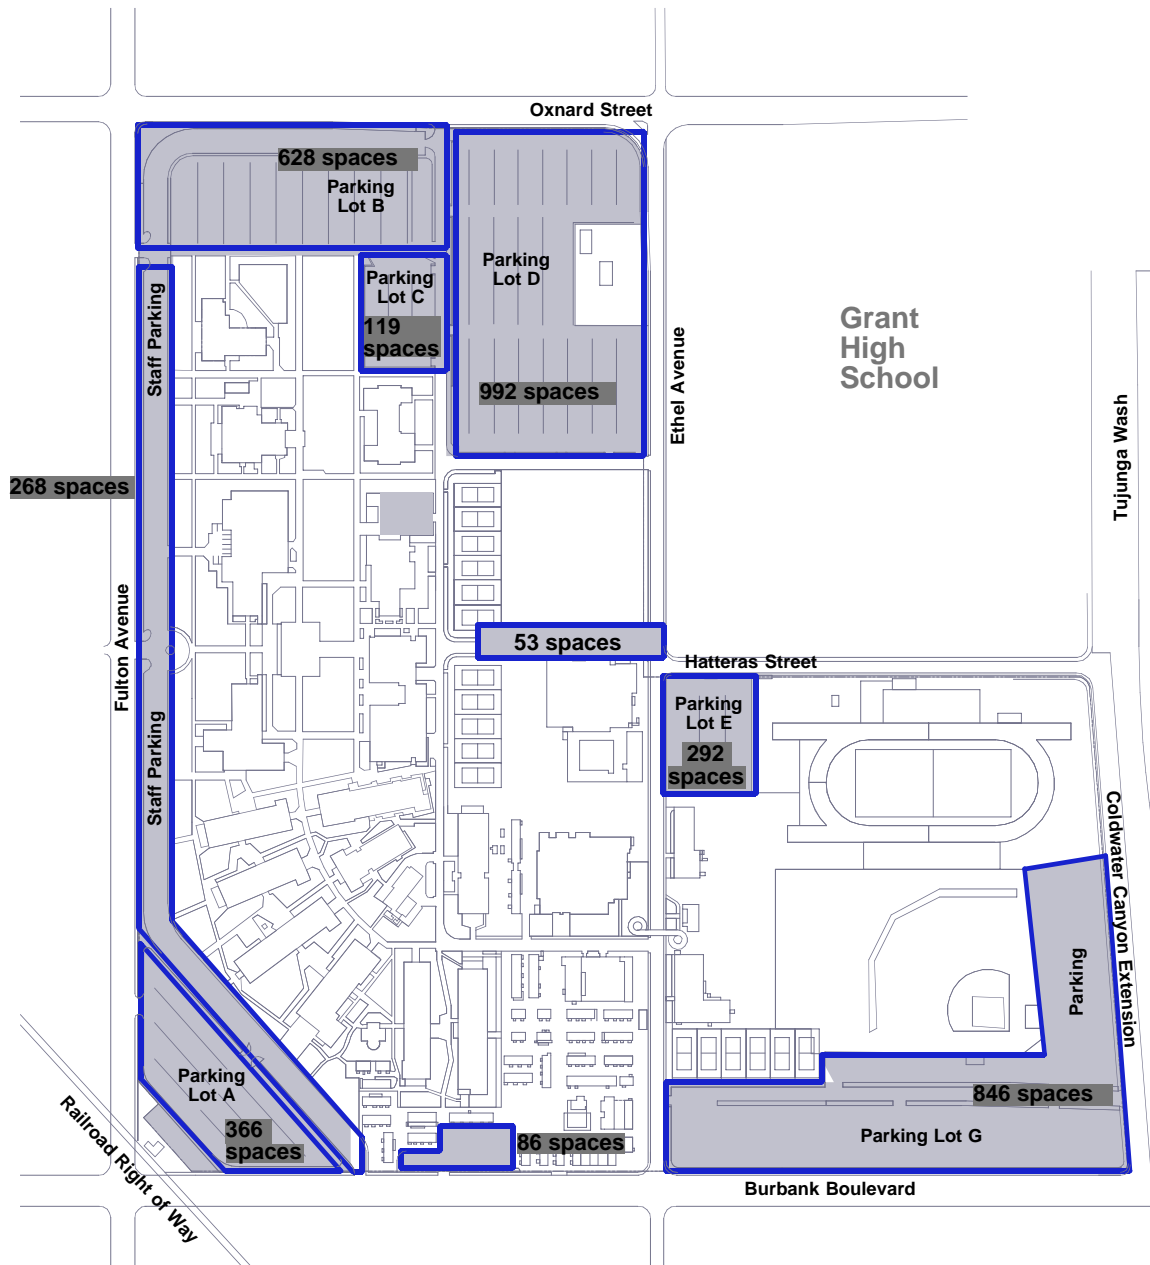 Oxnard Street
628 spaces
Parking
Lot B
Parking
Lot D
Parking
Lot C
119
spaces
992 spaces
Staff Parking
Grant
High
School
Ethel Avenue
Tujunga Wash
268 spaces
Fulton Avenue
53 spaces
Hatteras Street
Parking
Lot E
292
spaces
Staff Parking
Coldwater Canyon Extension
Parking
Parking
Lot A
366
spaces
846 spaces
86 spaces
Parking Lot G
Railroad Right of Way
Burbank Boulevard